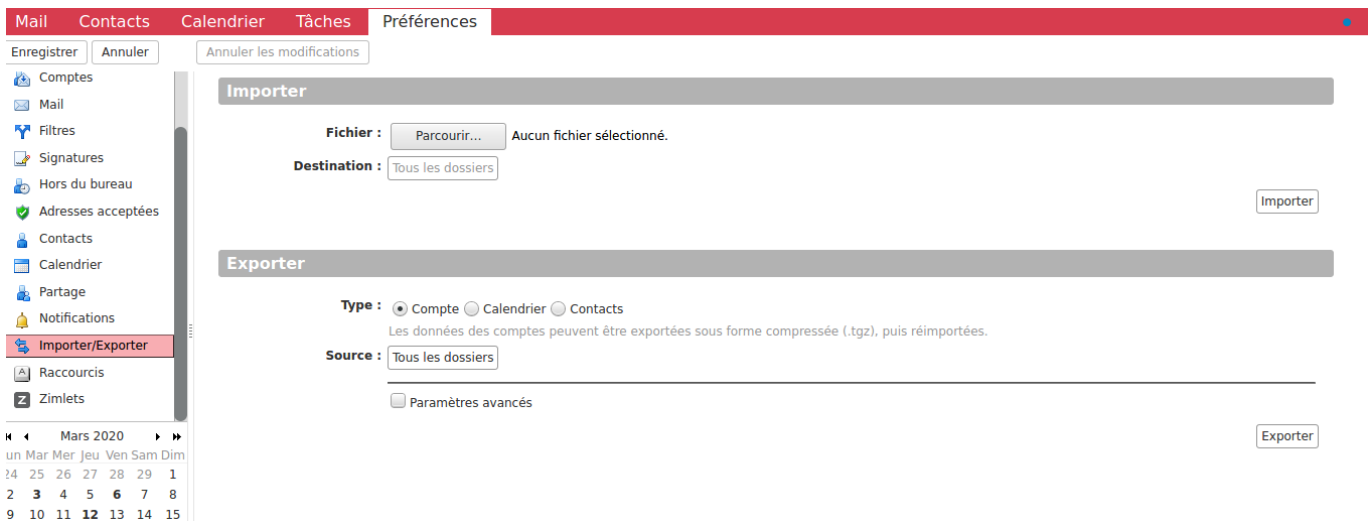 Mail Contacts Calendrier Tâches Préférences
Enregistrer Annuler Annuler les modifications
Comptes
Mail
Filtres
Signatures
Hors du bureau
Adresses acceptées
Contacts
Calendrier
Partage
Notifications
Importer/Exporter
Raccourcis
Zimlets
Mars 2020
un Mar Mer Jeu Ven Sam Dim
24 25 26 27 28 29 1
2 3 4 5 6 7 8
9 10 11 12 13 14 15
Importer
Fichier : Parcourir... Aucun fichier sélectionné.
Destination : Tous les dossiers
Importer
Exporter
Type : Compte Calendrier Contacts
Les données des comptes peuvent être exportées sous forme compressée (.tgz), puis réimportées.
Source : Tous les dossiers
Paramètres avancés
Exporter